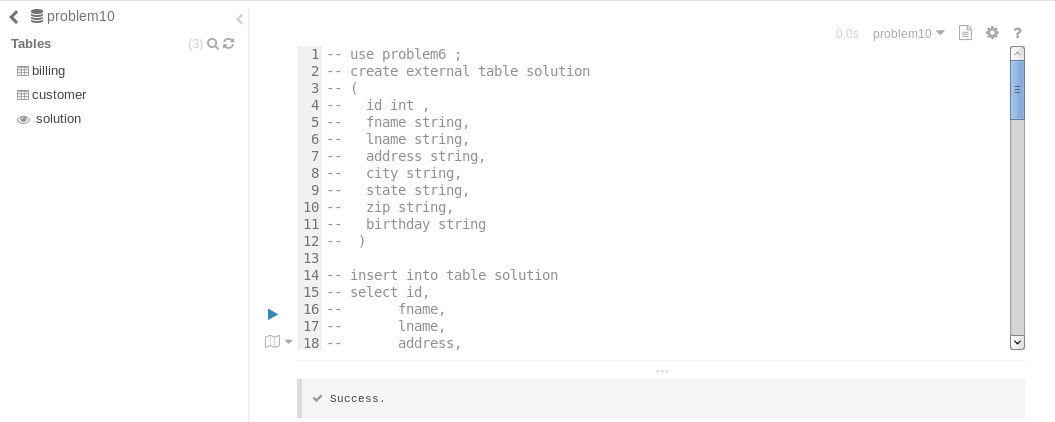 problem10
Tables (3)
billing
customer
solution
0.0s problem10 ?
1 -- use problem6 ;
2 -- create external table solution
3 -- (
4 --   id int ,
5 --   fname string,
6 --   lname string,
7 --   address string,
8 --   city string,
9 --   state string,
10 --   zip string,
11 --   birthday string
12 --  )
13
14 -- insert into table solution
15 -- select id,
16 --       fname,
17 --       lname,
18 --       address,
Success.